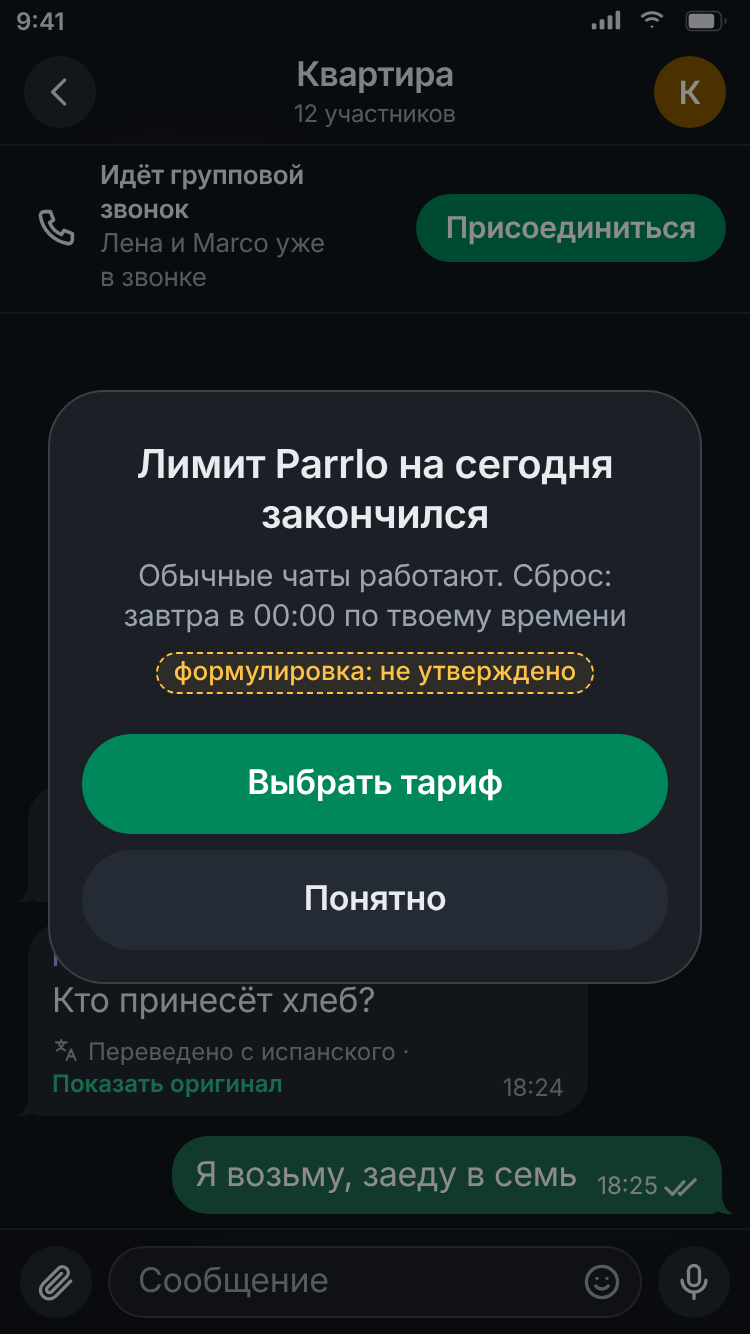 9:41
Квартира
12 участников
К
Идёт групповой
звонок
Лена и Marco уже
в звонке
Присоединиться
Лимит Parrlo на сегодня
закончился
Обычные чаты работают. Сброс:
завтра в 00:00 по твоему времени
формулировка: не утверждено
Выбрать тариф
Понятно
Кто принесёт хлеб?
Переведено с испанского ·
Показать оригинал
18:24
Я возьму, заеду в семь
18:25
Сообщение